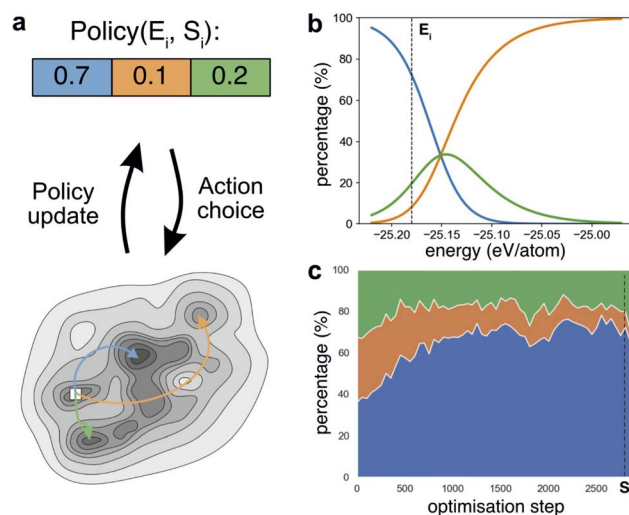 a
Policy(E_i, S_i):
0.7 0.1 0.2
Policy
update
Action
choice
b
E_i
percentage (%)
100
80
60
40
20
0
−25.20 −25.15 −25.10 −25.05 −25.00
energy (eV/atom)
c
percentage (%)
100
80
60
40
20
0
0 500 1000 1500 2000 2500
S
optimisation step